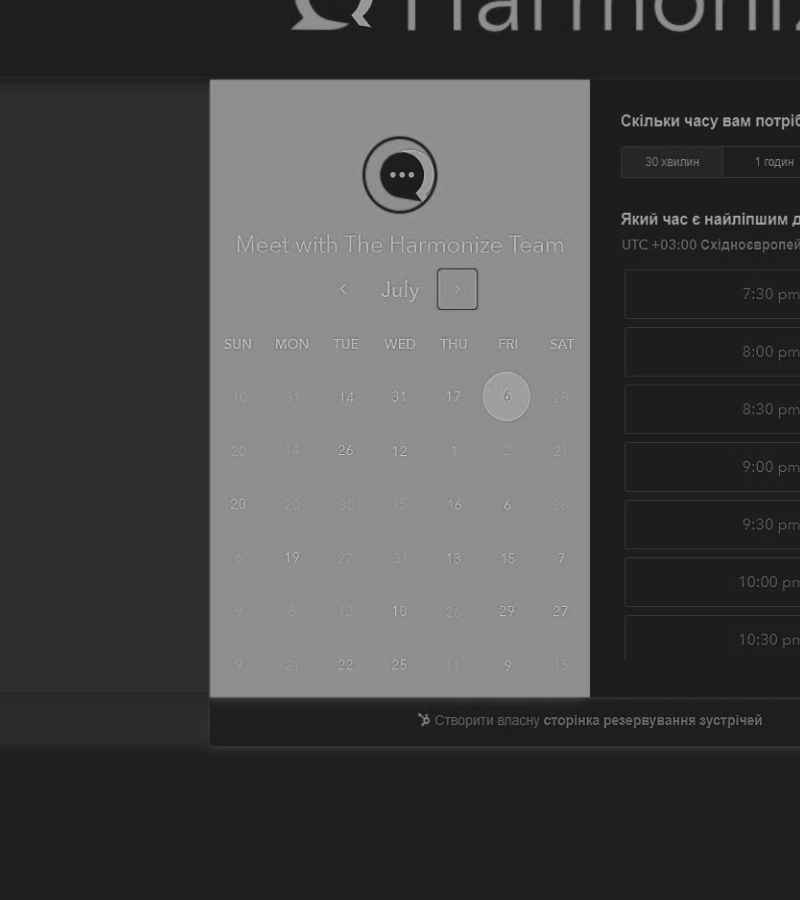 Harmoniz
Meet with The Harmonize Team
July
SUN MON TUE WED THU FRI SAT
10 31 14 31 17 6 28
20 14 26 12 1 2 21
20 20 30 15 16 6 28
6 19 27 31 13 15 7
9 8 13 10 26 29 27
9 21 22 25 11 9 15
Скільки часу вам потріб
30 хвилин 1 годин
Який час є найліпшим д
UTC +03:00 Східноєвропей
7:30 pm
8:00 pm
8:30 pm
9:00 pm
9:30 pm
10:00 pm
10:30 pm
Створити власну сторінка резервування зустрічей